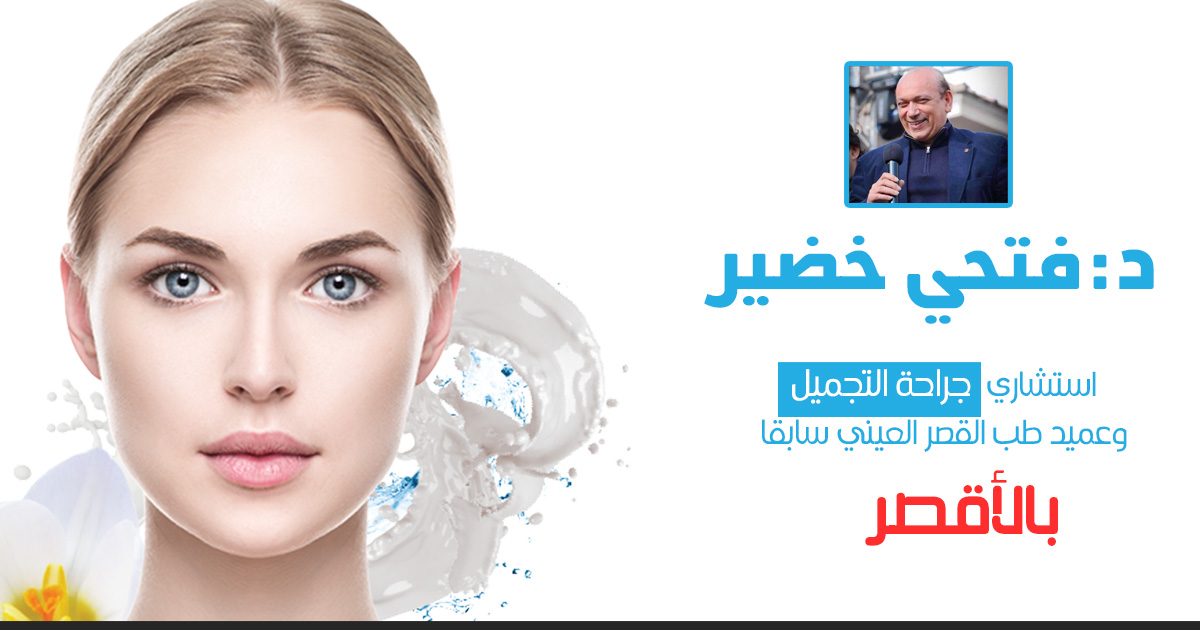 د: فتحي خضير
استشاري جراحة التجميل
وعميد طب القصر العيني سابقا
بالأقصر